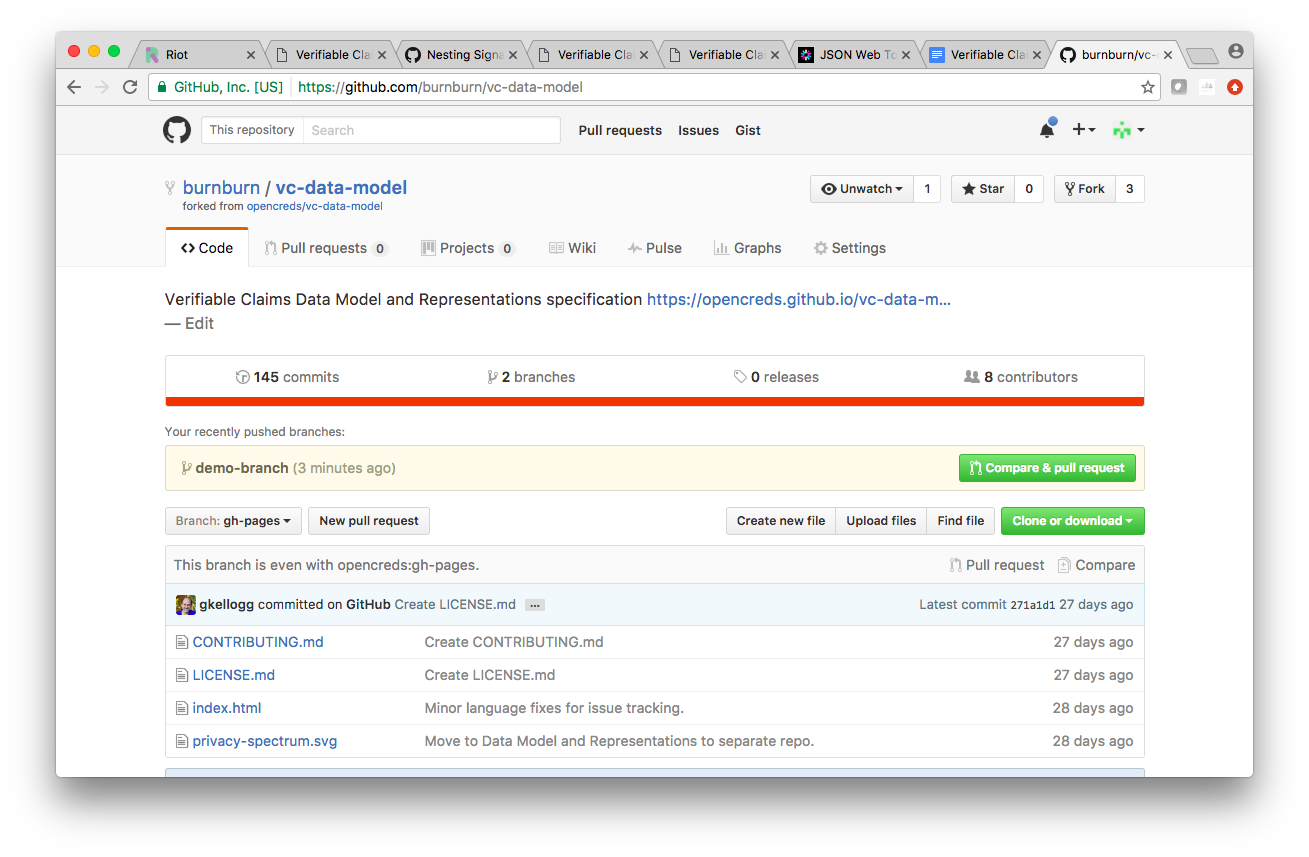 Riot
Verifiable Clai
Nesting Signa
Verifiable Cla
Verifiable Clai
JSON Web To
Verifiable Clai
burnburn/vc-
GitHub, Inc. [US] https://github.com/burnburn/vc-data-model
This repository Search Pull requests Issues Gist
burnburn / vc-data-model Unwatch 1 Star 0 Fork 3
forked from opencreds/vc-data-model
Code Pull requests 0 Projects 0 Wiki Pulse Graphs Settings
Verifiable Claims Data Model and Representations specification https://opencreds.github.io/vc-data-m...
— Edit
145 commits 2 branches 0 releases 8 contributors
Your recently pushed branches:
demo-branch (3 minutes ago) Compare & pull request
Branch: gh-pages New pull request Create new file Upload files Find file Clone or download
This branch is even with opencreds:gh-pages. Pull request Compare
gkellogg committed on GitHub Create LICENSE.md ... Latest commit 271a1d1 27 days ago
CONTRIBUTING.md Create CONTRIBUTING.md 27 days ago
LICENSE.md Create LICENSE.md 27 days ago
index.html Minor language fixes for issue tracking. 28 days ago
privacy-spectrum.svg Move to Data Model and Representations to separate repo. 28 days ago